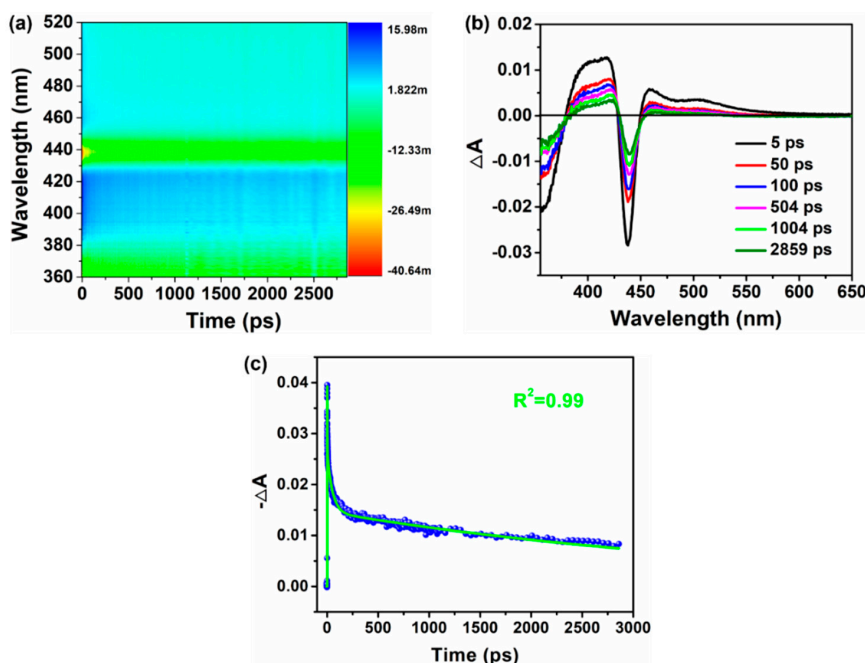 (a)
520
500
480
460
440
430
420
400
380
360
Wavelength (nm)
0 500 1000 1500 2000 2500
Time (ps)
15.98m
1.822m
-12.33m
-26.49m
-40.64m
(b)
0.02
0.01
0.00
-0.01
-0.02
-0.03
△A
5 ps
50 ps
100 ps
504 ps
1004 ps
2859 ps
400 450 500 550 600 650
Wavelength (nm)
(c)
0.04
0.03
0.02
0.01
0.00
-△A
R²=0.99
0 500 1000 1500 2000 2500 3000
Time (ps)